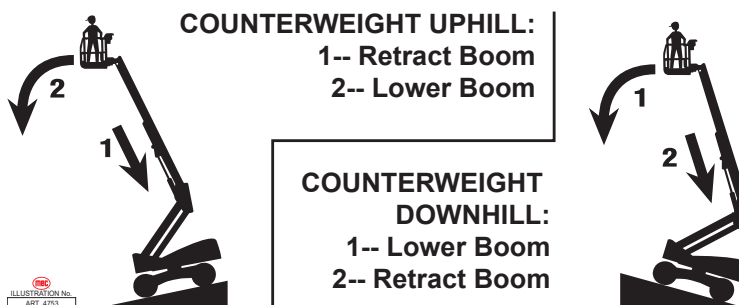 COUNTERWEIGHT UPHILL:
1-- Retract Boom
2-- Lower Boom
2
1
COUNTERWEIGHT
DOWNHILL:
1-- Lower Boom
2-- Retract Boom
1
2
MEC
ILLUSTRATION No.
ART_4753